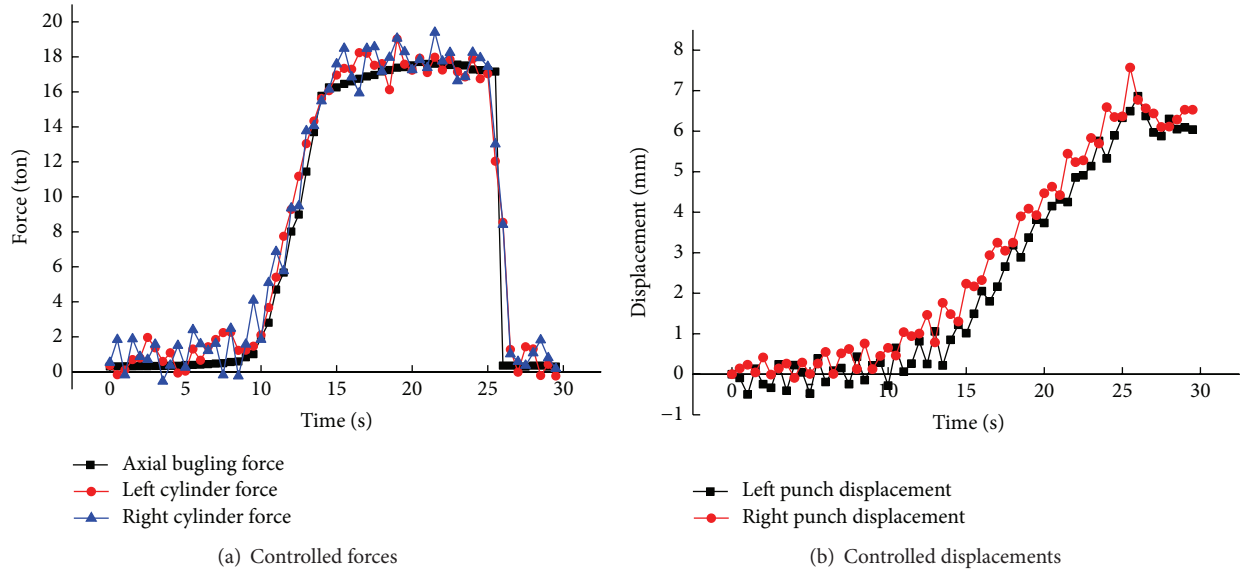 20
18
16
14
12
10
8
6
4
2
0
Force (ton)
0 5 10 15 20 25 30
Time (s)
Axial bugling force
Left cylinder force
Right cylinder force
(a) Controlled forces
8
7
6
5
4
3
2
1
0
−1
Displacement (mm)
0 5 10 15 20 25 30
Time (s)
Left punch displacement
Right punch displacement
(b) Controlled displacements